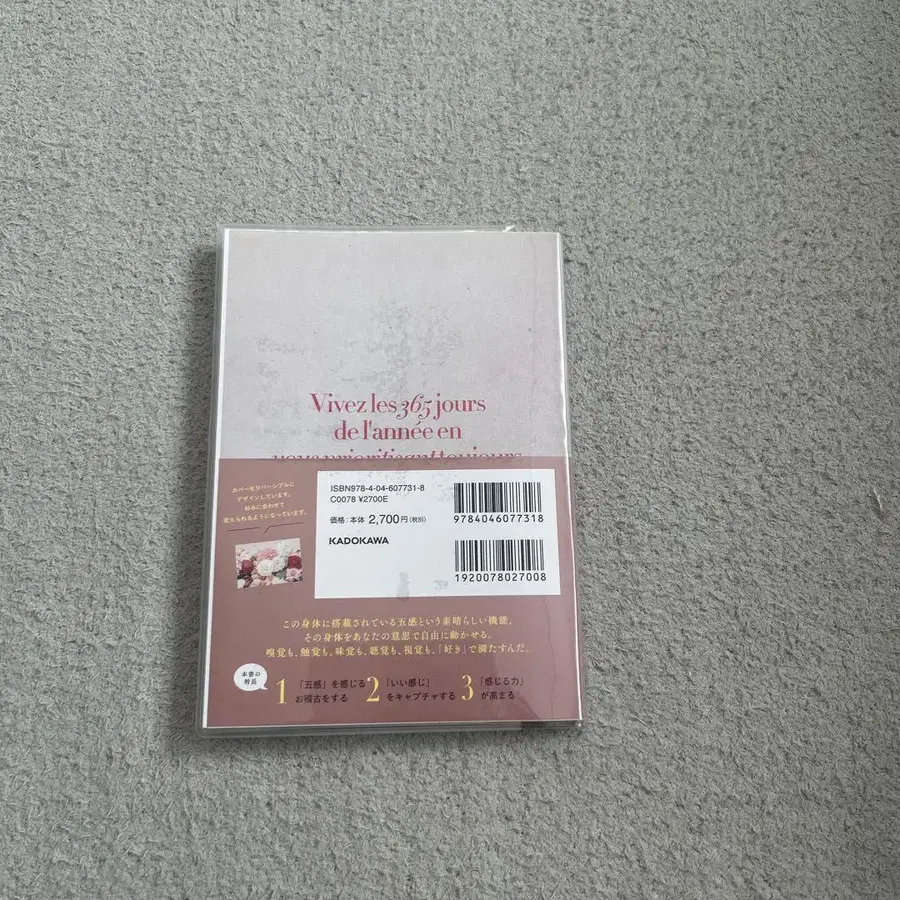 Vivez les 365 jours
de l'année en
vous prioritisant toujours
カバーをリバーシブルに
デザインしています。
好みに合わせて
変えられるようになっています。
ISBN978-4-04-607731-8
C0078 ¥2700E
価格:本体 2,700円(税別)
KADOKAWA
9784046077318
1920078027008
この身体に搭載されている五感という素晴らしい機能。
その身体をあなたの意思で自由に動かせる。
嗅覚も、触覚も、味覚も、聴覚も、視覚も、「好き」で満たすんだ。
本書の
特長
1 「五感」を感じる
お稽古をする
2 「いい感じ」
をキャプチャする
3 「感じる力」
が高まる